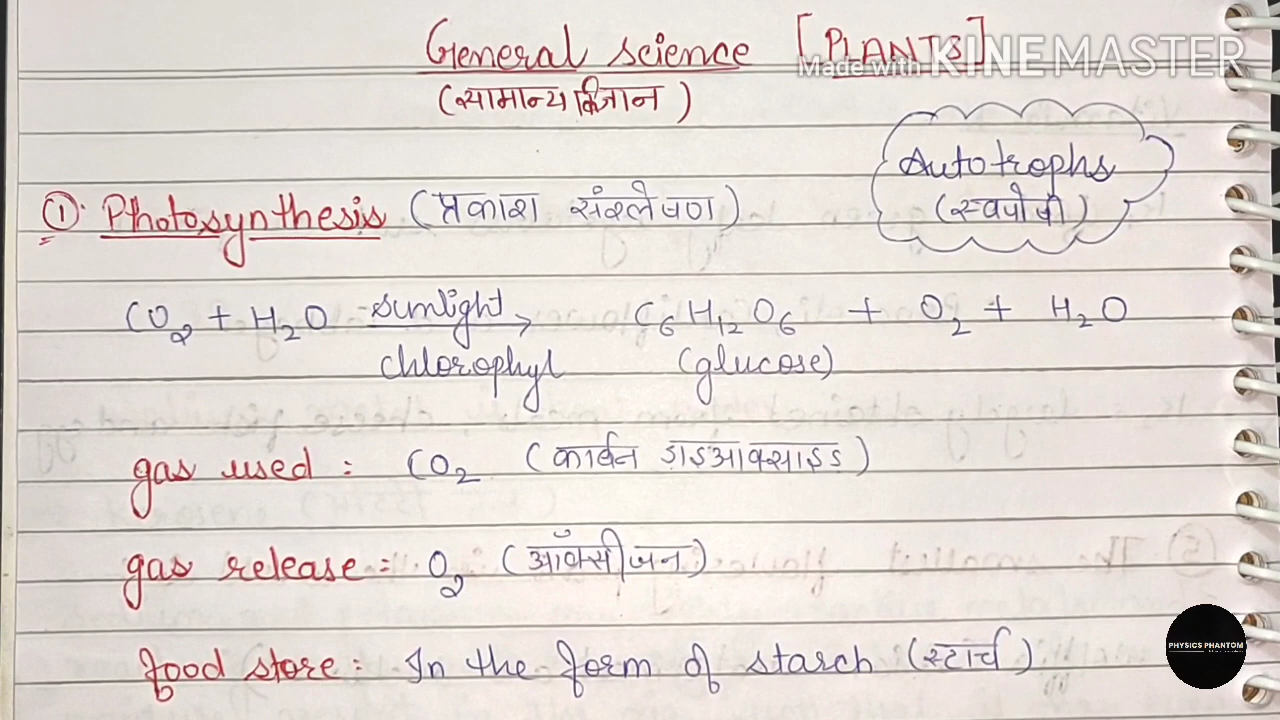 General science [PLANTS]
Made with KINEMASTER
(सामान्य विज्ञान)
Autotrophs
(स्वपोषी)
① Photosynthesis (प्रकाश संश्लेषण)
CO2 + H2O sunlight → C6H12O6 + O2 + H2O
chlorophyl (glucose)
gas used : CO2 (कार्बन डाइआक्साइड)
gas release : O2 (ऑक्सीजन)
food store : In the form of starch (स्टार्च)
PHYSICS PHANTOM